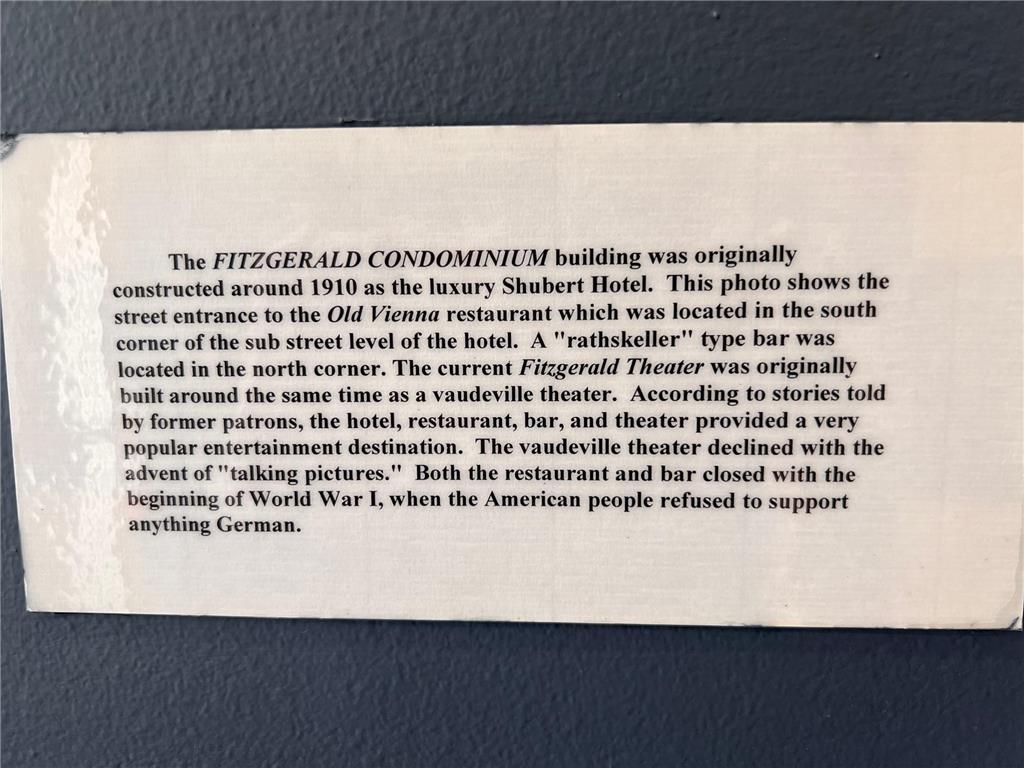 The FITZGERALD CONDOMINIUM building was originally
constructed around 1910 as the luxury Shubert Hotel. This photo shows the
street entrance to the Old Vienna restaurant which was located in the south
corner of the sub street level of the hotel. A "rathskeller" type bar was
located in the north corner. The current Fitzgerald Theater was originally
built around the same time as a vaudeville theater. According to stories told
by former patrons, the hotel, restaurant, bar, and theater provided a very
popular entertainment destination. The vaudeville theater declined with the
advent of "talking pictures." Both the restaurant and bar closed with the
beginning of World War I, when the American people refused to support
anything German.